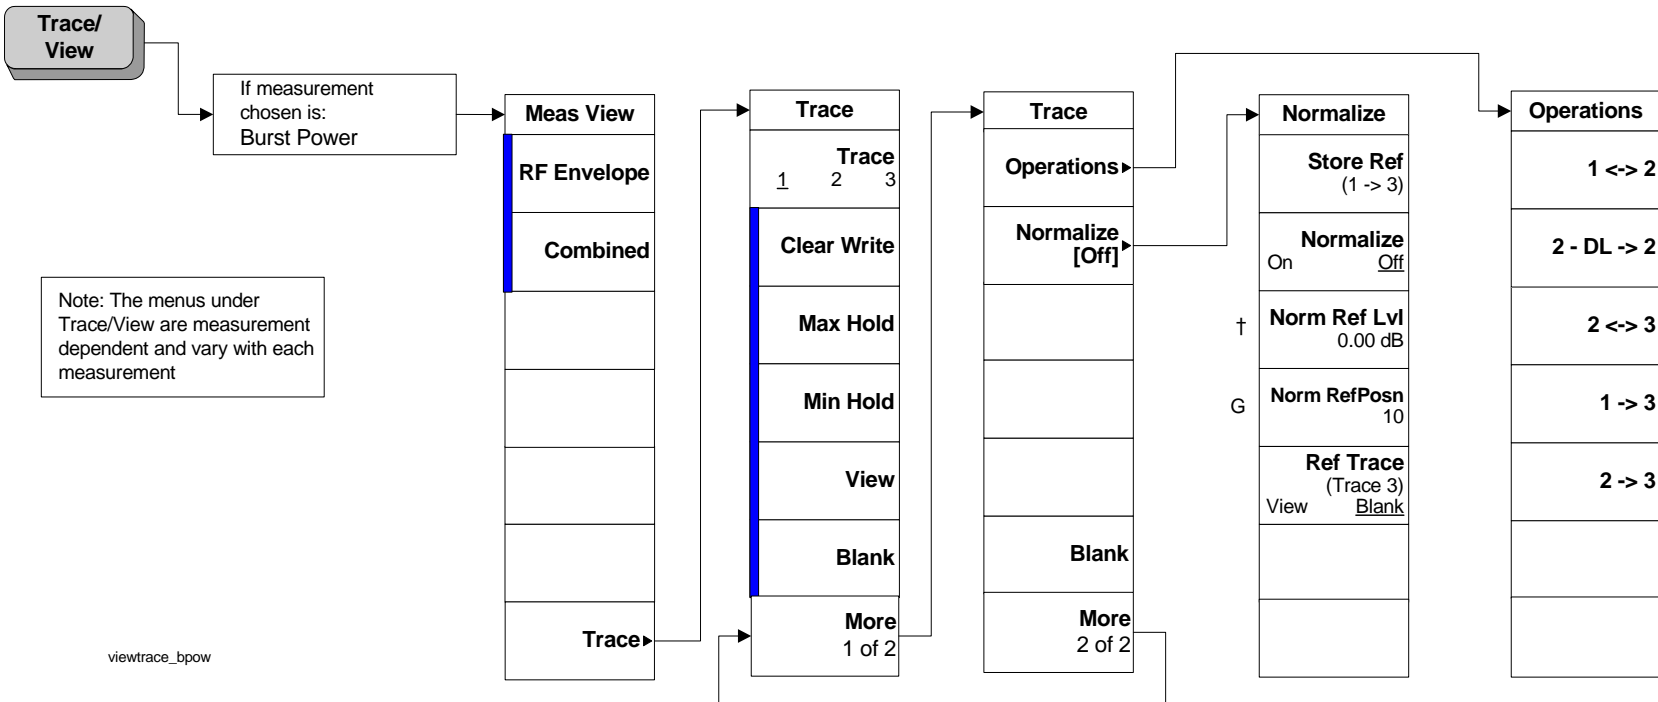 Trace/
View
If measurement
chosen is:
Burst Power
Note: The menus under
Trace/View are measurement
dependent and vary with each
measurement
viewtrace_bpow
Meas View
RF Envelope
Combined
Trace
Trace
Trace
1 2 3
Clear Write
Max Hold
Min Hold
View
Blank
More
1 of 2
Trace
Operations
Normalize
[Off]
Blank
More
2 of 2
Normalize
Store Ref
(1 -> 3)
Normalize
On Off
† Norm Ref Lvl
0.00 dB
G Norm RefPosn
10
Ref Trace
(Trace 3)
View Blank
Operations
1 <-> 2
2 - DL -> 2
2 <-> 3
1 -> 3
2 -> 3